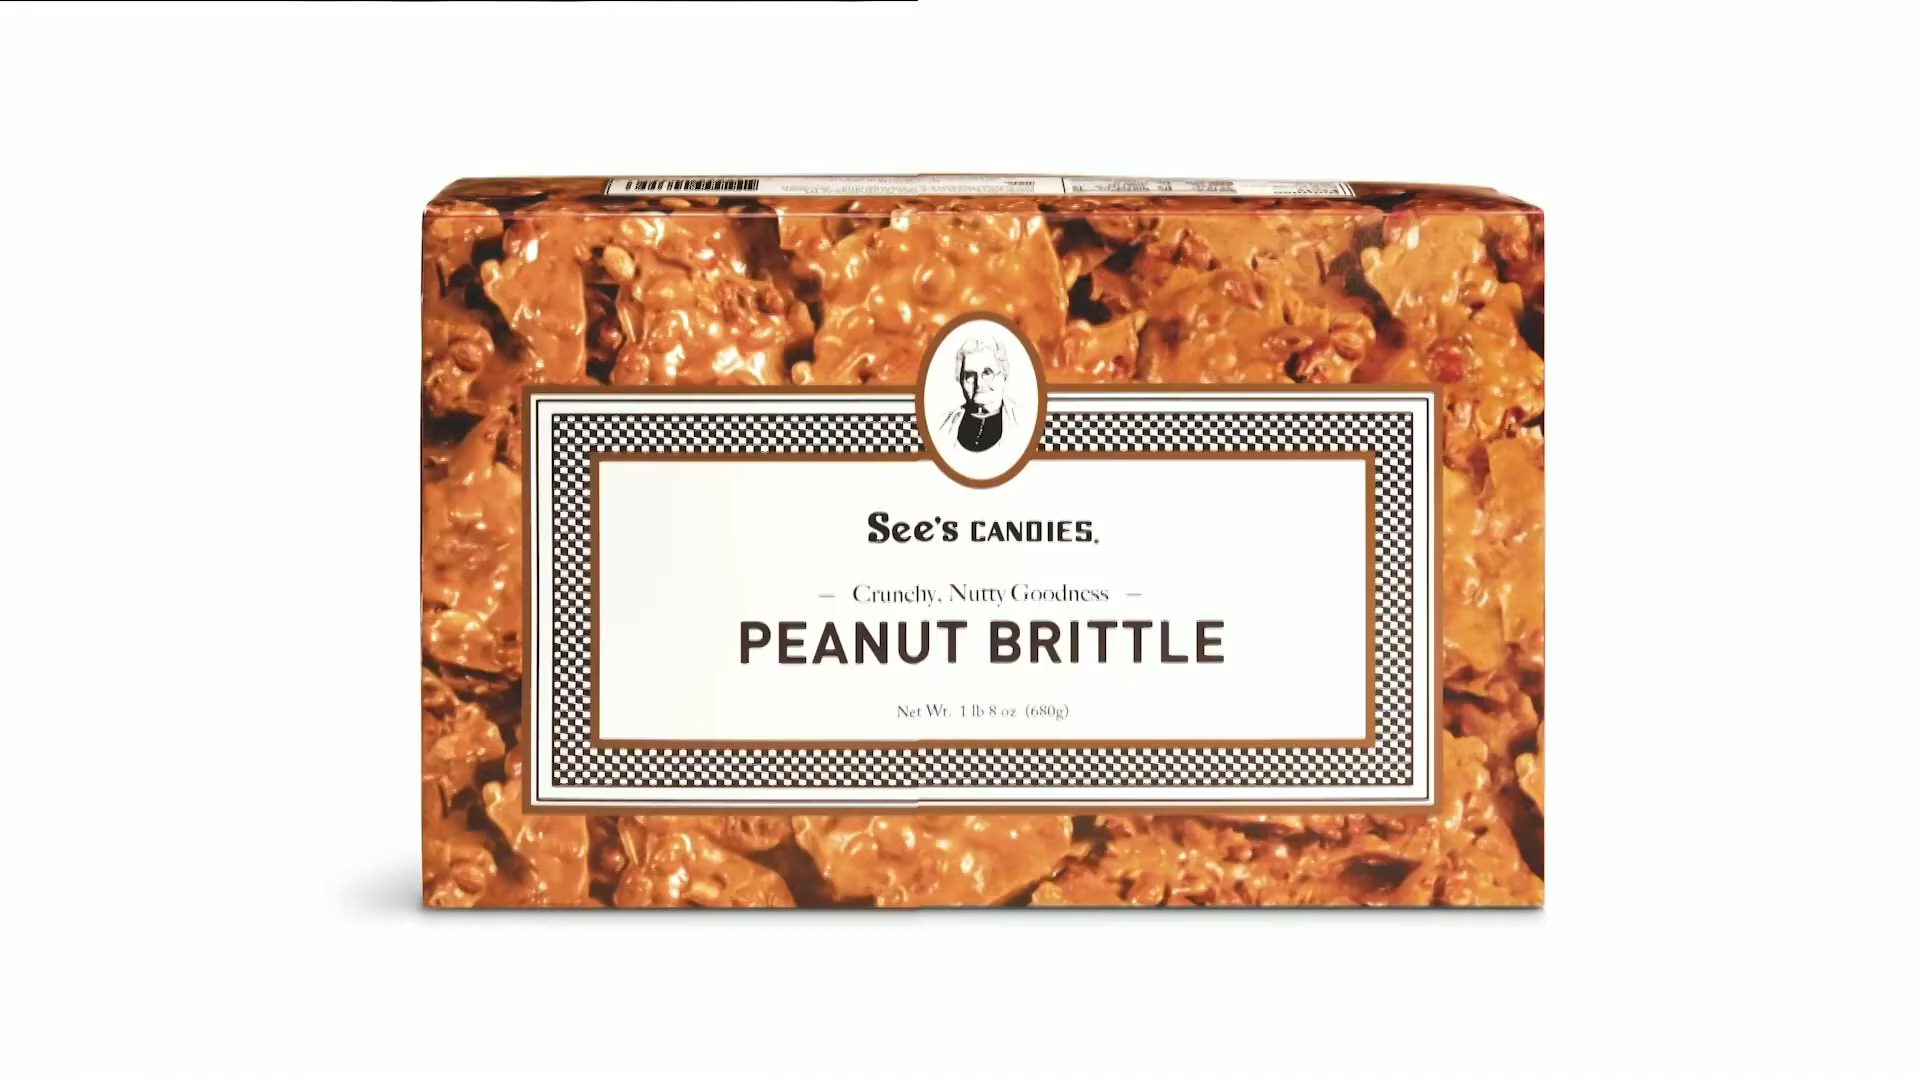 See's CANDIES®
— Crunchy, Nutty Goodness —
PEANUT BRITTLE
Net Wt. 1 lb 8 oz (680g)